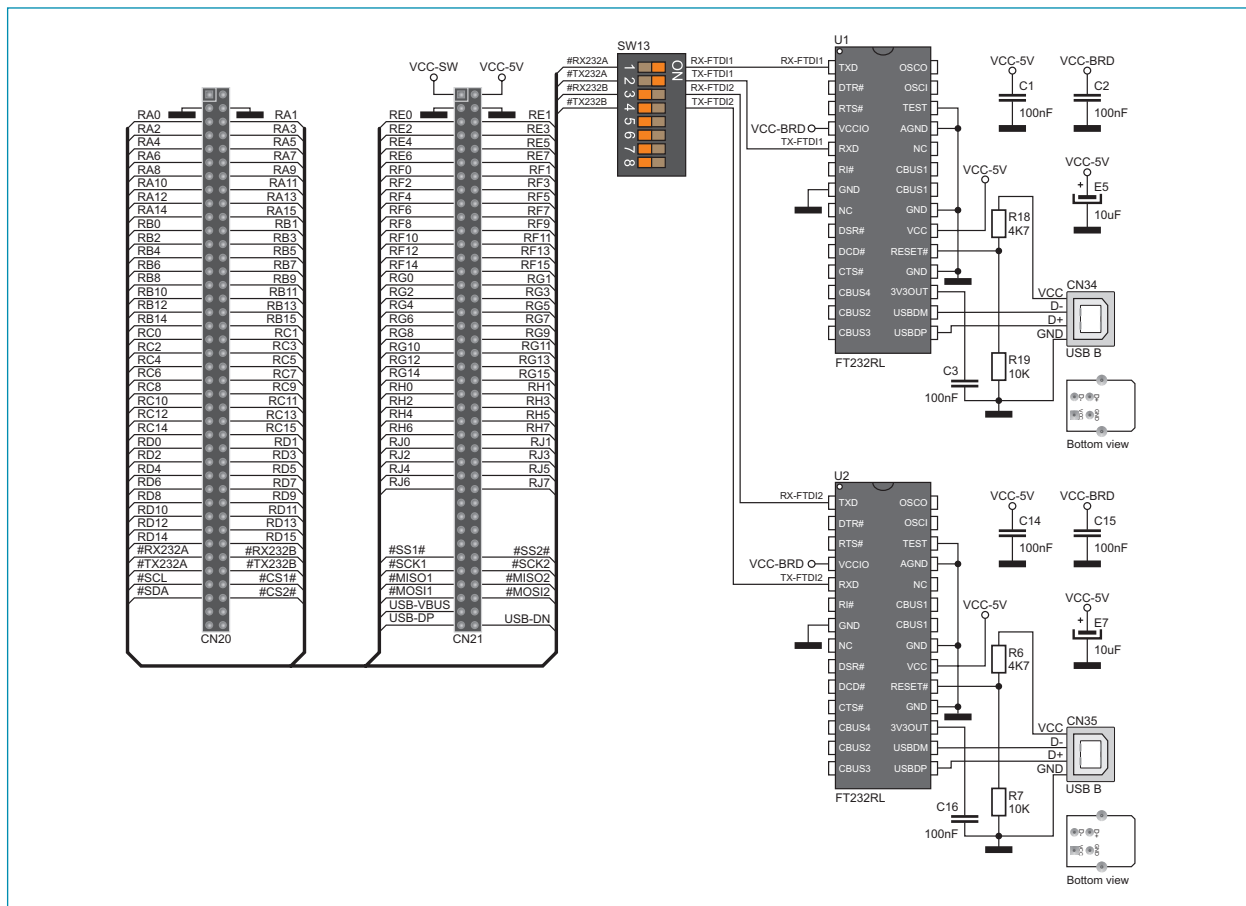 VCC-SW VCC-5V
RA0 RA1
RA2 RA3
RA4 RA5
RA6 RA7
RA8 RA9
RA10 RA11
RA12 RA13
RA14 RA15
RB0 RB1
RB2 RB3
RB4 RB5
RB6 RB7
RB8 RB9
RB10 RB11
RB12 RB13
RB14 RB15
RC0 RC1
RC2 RC3
RC4 RC5
RC6 RC7
RC8 RC9
RC10 RC11
RC12 RC13
RC14 RC15
RD0 RD1
RD2 RD3
RD4 RD5
RD6 RD7
RD8 RD9
RD10 RD11
RD12 RD13
RD14 RD15
#RX232A #RX232B
#TX232A #TX232B
#SCL #CS1#
#SDA #CS2#
CN20
RE0 RE1
RE2 RE3
RE4 RE5
RE6 RE7
RF0 RF1
RF2 RF3
RF4 RF5
RF6 RF7
RF8 RF9
RF10 RF11
RF12 RF13
RF14 RF15
RG0 RG1
RG2 RG3
RG4 RG5
RG6 RG7
RG8 RG9
RG10 RG11
RG12 RG13
RG14 RG15
RH0 RH1
RH2 RH3
RH4 RH5
RH6 RH7
RJ0 RJ1
RJ2 RJ3
RJ4 RJ5
RJ6 RJ7
#SS1# #SS2#
#SCK1 #SCK2
#MISO1 #MISO2
#MOSI1 #MOSI2
USB-VBUS
USB-DP USB-DN
CN21
SW13
ON
1
2
3
4
5
6
7
8
#RX232A
#TX232A
#RX232B
#TX232B
RX-FTDI1
TX-FTDI1
RX-FTDI2
TX-FTDI2
U1
RX-FTDI1
VCC-BRD
TX-FTDI1
TXD OSCO
DTR# OSCI
RTS# TEST
VCCIO AGND
RXD NC
RI# CBUS1
GND CBUS1
NC GND
DSR# VCC
DCD# RESET#
CTS# GND
CBUS4 3V3OUT
CBUS2 USBDM
CBUS3 USBDP
FT232RL
VCC-5V
C1
100nF
VCC-BRD
C2
100nF
VCC-5V
R18
4K7
VCC-5V
+
E5
10uF
VCC
D-
D+
GND
CN34
USB B
C3
100nF
R19
10K
VCC
GND
D-
D+
Bottom view
U2
RX-FTDI2
VCC-BRD
TX-FTDI2
TXD OSCO
DTR# OSCI
RTS# TEST
VCCIO AGND
RXD NC
RI# CBUS1
GND CBUS1
NC GND
DSR# VCC
DCD# RESET#
CTS# GND
CBUS4 3V3OUT
CBUS2 USBDM
CBUS3 USBDP
FT232RL
VCC-5V
C14
100nF
VCC-BRD
C15
100nF
VCC-5V
R6
4K7
VCC-5V
+
E7
10uF
VCC
D-
D+
GND
CN35
USB B
C16
100nF
R7
10K
VCC
GND
D-
D+
Bottom view